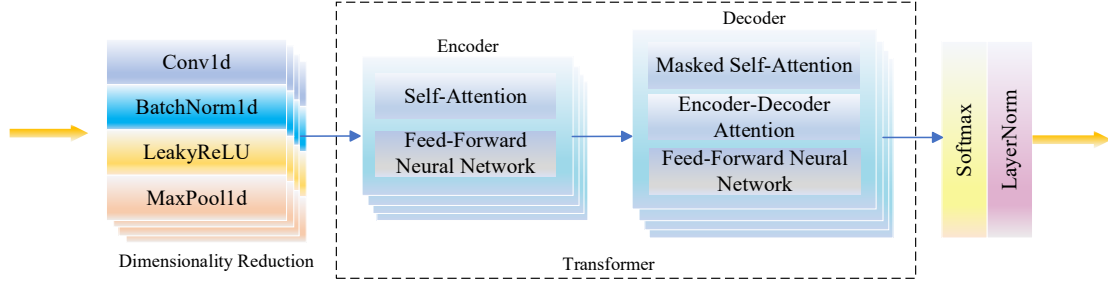 Conv1d
BatchNorm1d
LeakyReLU
MaxPool1d
Dimensionality Reduction
Encoder
Self-Attention
Feed-Forward
Neural Network
Decoder
Masked Self-Attention
Encoder-Decoder
Attention
Feed-Forward Neural
Network
Transformer
Softmax
LayerNorm